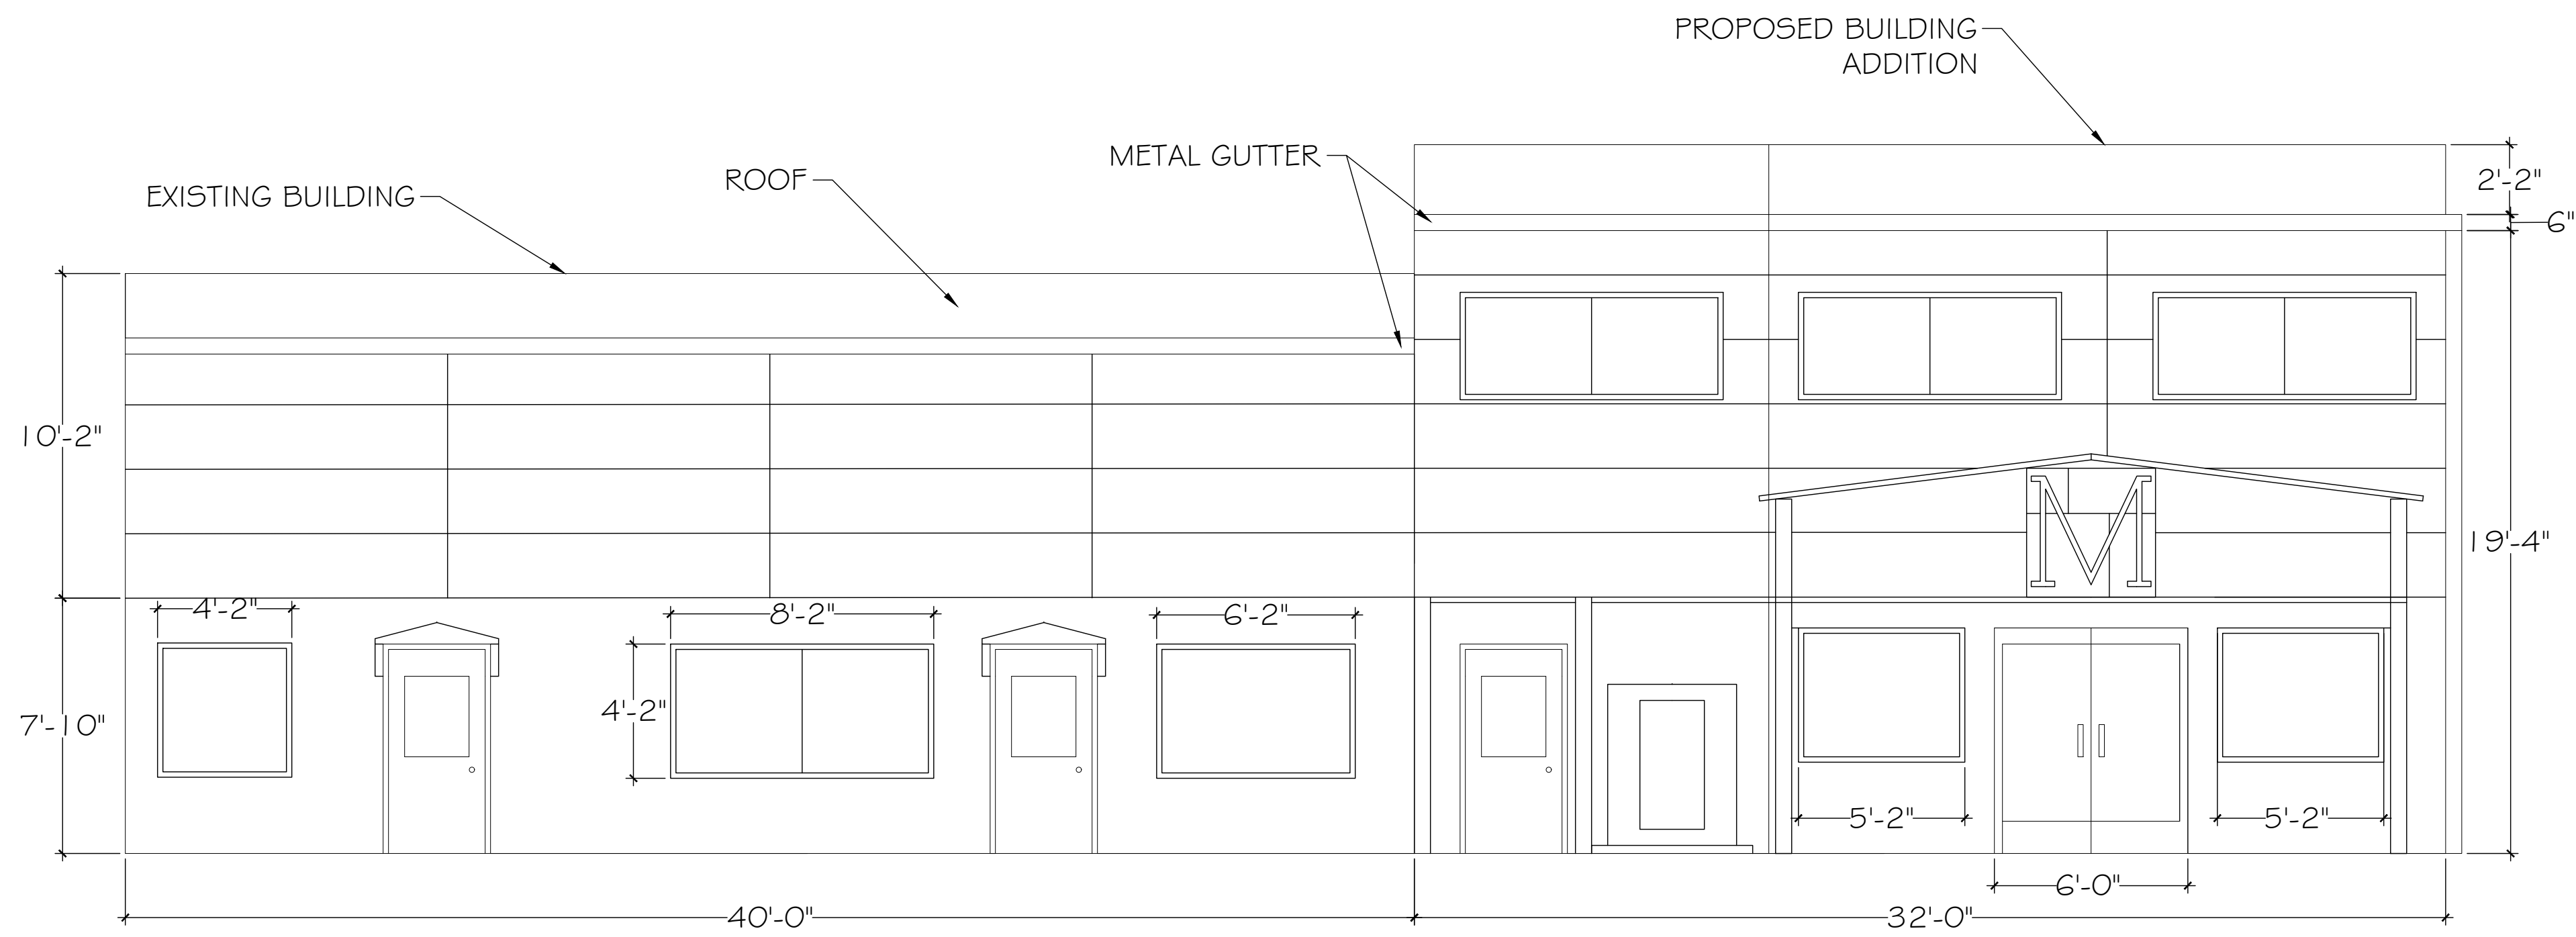 PROPOSED BUILDING
ADDITION
METAL GUTTER
ROOF
EXISTING BUILDING
2'-2"
6"
10'-2"
19'-4"
M
4'-2"
8'-2"
6'-2"
4'-2"
7'-10"
5'-2"
5'-2"
6'-0"
40'-0"
32'-0"